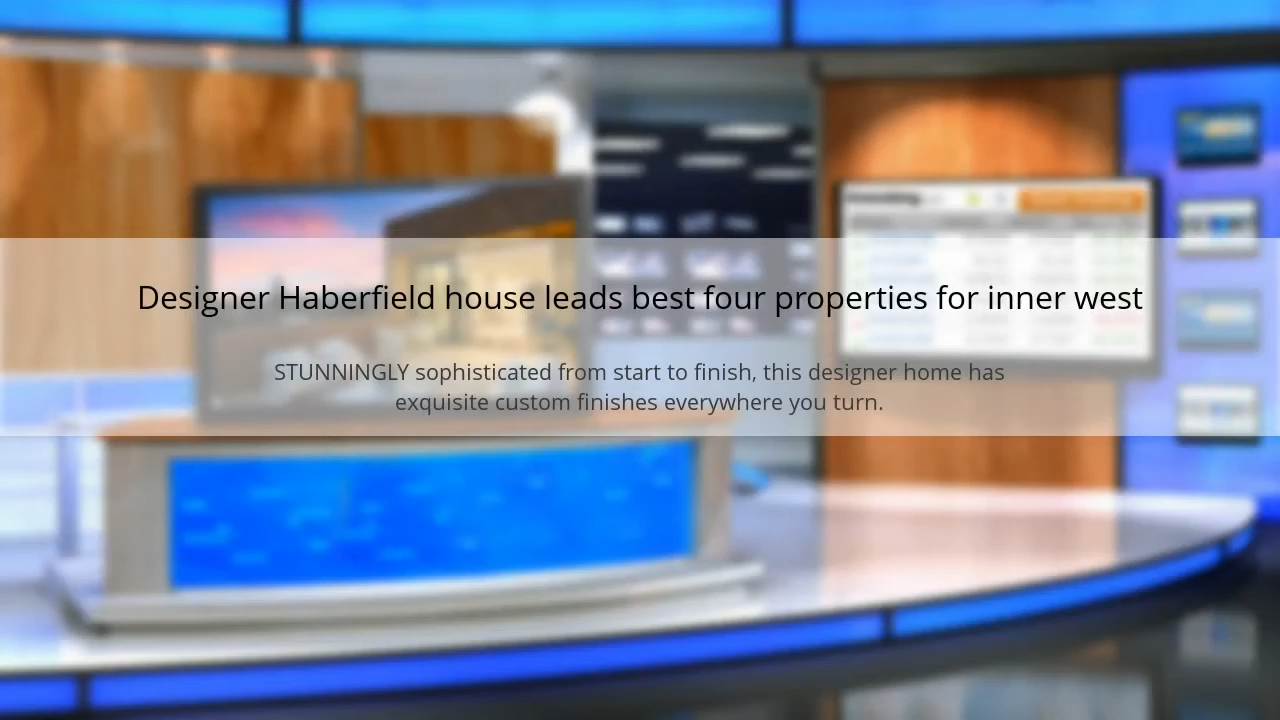 Designer Haberfield house leads best four properties for inner west
STUNNINGLY sophisticated from start to finish, this designer home has
exquisite custom finishes everywhere you turn.